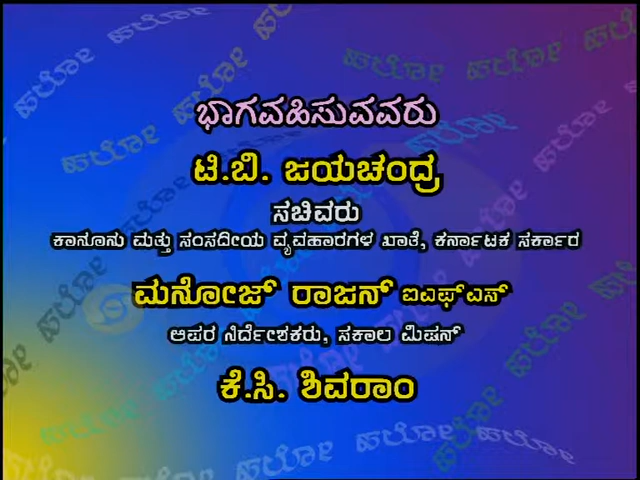 ಭಾಗವಹಿಸುವವರು
ಟಿ.ಬಿ. ಜಯಚಂದ್ರ
ಸಚಿವರು
ಕಾನೂನು ಮತ್ತು ಸಂಸದೀಯ ವ್ಯವಹಾರಗಳ ಖಾತೆ, ಕರ್ನಾಟಕ ಸರ್ಕಾರ
ಮನೋಜ್ ರಾಜನ್ ಐಎಫ್ಎಸ್
ಅಪರ ನಿರ್ದೇಶಕರು, ಸಕಾಲ ಮಿಷನ್
ಕೆ.ಸಿ. ಶಿವರಾಂ